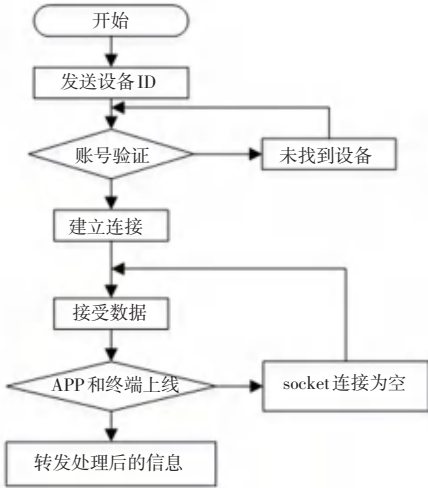 开始
发送设备ID
账号验证
未找到设备
建立连接
接受数据
APP和终端上线
socket连接为空
转发处理后的信息